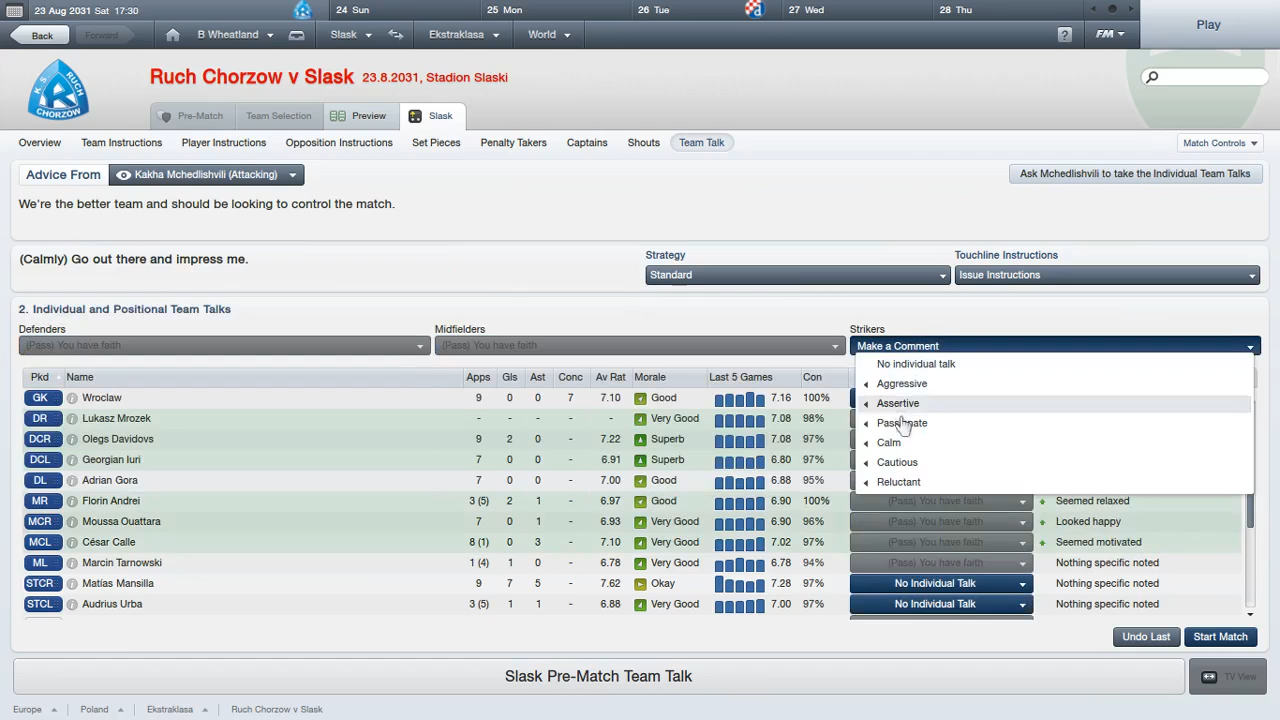 23 Aug 2031 Sat 17:30
24 Sun
25 Mon
26 Tue
27 Wed
28 Thu
Back
Forward
B Wheatland
Slask
Ekstraklasa
World
?
FM
Play
K.S. RUCH CHORZOW
Ruch Chorzow v Slask 23.8.2031, Stadion Slaski
Pre-Match
Team Selection
Preview
Slask
Overview
Team Instructions
Player Instructions
Opposition Instructions
Set Pieces
Penalty Takers
Captains
Shouts
Team Talk
Match Controls
Advice From
Kakha Mchedlishvili (Attacking)
Ask Mchedlishvili to take the Individual Team Talks
We're the better team and should be looking to control the match.
(Calmly) Go out there and impress me.
Strategy
Standard
Touchline Instructions
Issue Instructions
2. Individual and Positional Team Talks
Defenders
(Pass) You have faith
Midfielders
(Pass) You have faith
Strikers
Make a Comment
No individual talk
Aggressive
Assertive
Passionate
Calm
Cautious
Reluctant
Pkd Name Apps Gls Ast Conc Av Rat Morale Last 5 Games Con
GK Wroclaw 9 0 0 7 7.10 Good 7.16 100%
DR Lukasz Mrozek - - - - - Very Good 7.08 98%
DCR Olegs Davidovs 9 2 0 - 7.22 Superb 7.08 97%
DCL Georgian Iuri 7 0 0 - 6.91 Superb 6.80 97%
DL Adrian Gora 7 0 1 - 7.00 Good 6.88 95%
MR Florin Andrei 3 (5) 2 1 - 6.97 Good 6.90 100% (Pass) You have faith Seemed relaxed
MCR Moussa Ouattara 7 0 1 - 6.93 Very Good 6.90 96% (Pass) You have faith Looked happy
MCL César Calle 8 (1) 0 3 - 7.10 Very Good 7.02 97% (Pass) You have faith Seemed motivated
ML Marcin Tarnowski 1 (4) 1 0 - 6.78 Very Good 6.78 94% (Pass) You have faith Nothing specific noted
STCR Matías Mansilla 9 7 5 - 7.62 Okay 7.28 97% No Individual Talk Nothing specific noted
STCL Audrius Urba 3 (5) 1 1 - 6.88 Very Good 7.00 97% No Individual Talk Nothing specific noted
Undo Last
Start Match
Slask Pre-Match Team Talk
TV View
Europe
Poland
Ekstraklasa
Ruch Chorzow v Slask